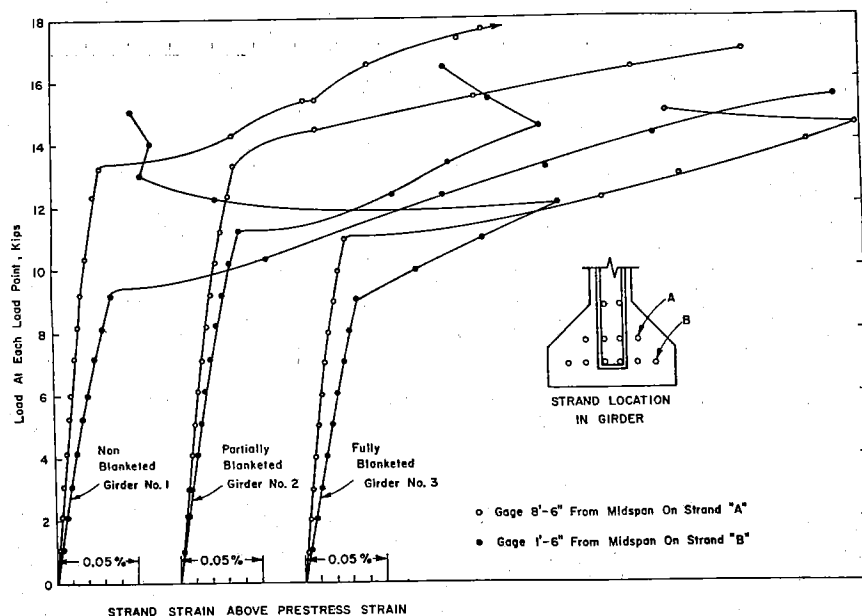 18
16
14
12
10
8
6
4
2
0
Load At Each Load Point, Kips
Non
Blanketed
Girder No. 1
Partially
Blanketed
Girder No. 2
Fully
Blanketed
Girder No. 3
0.05%
0.05%
0.05%
STRAND STRAIN ABOVE PRESTRESS STRAIN
A
B
STRAND LOCATION
IN GIRDER
Gage 8'-6" From Midspan On Strand "A"
Gage 1'-6" From Midspan On Strand "B"